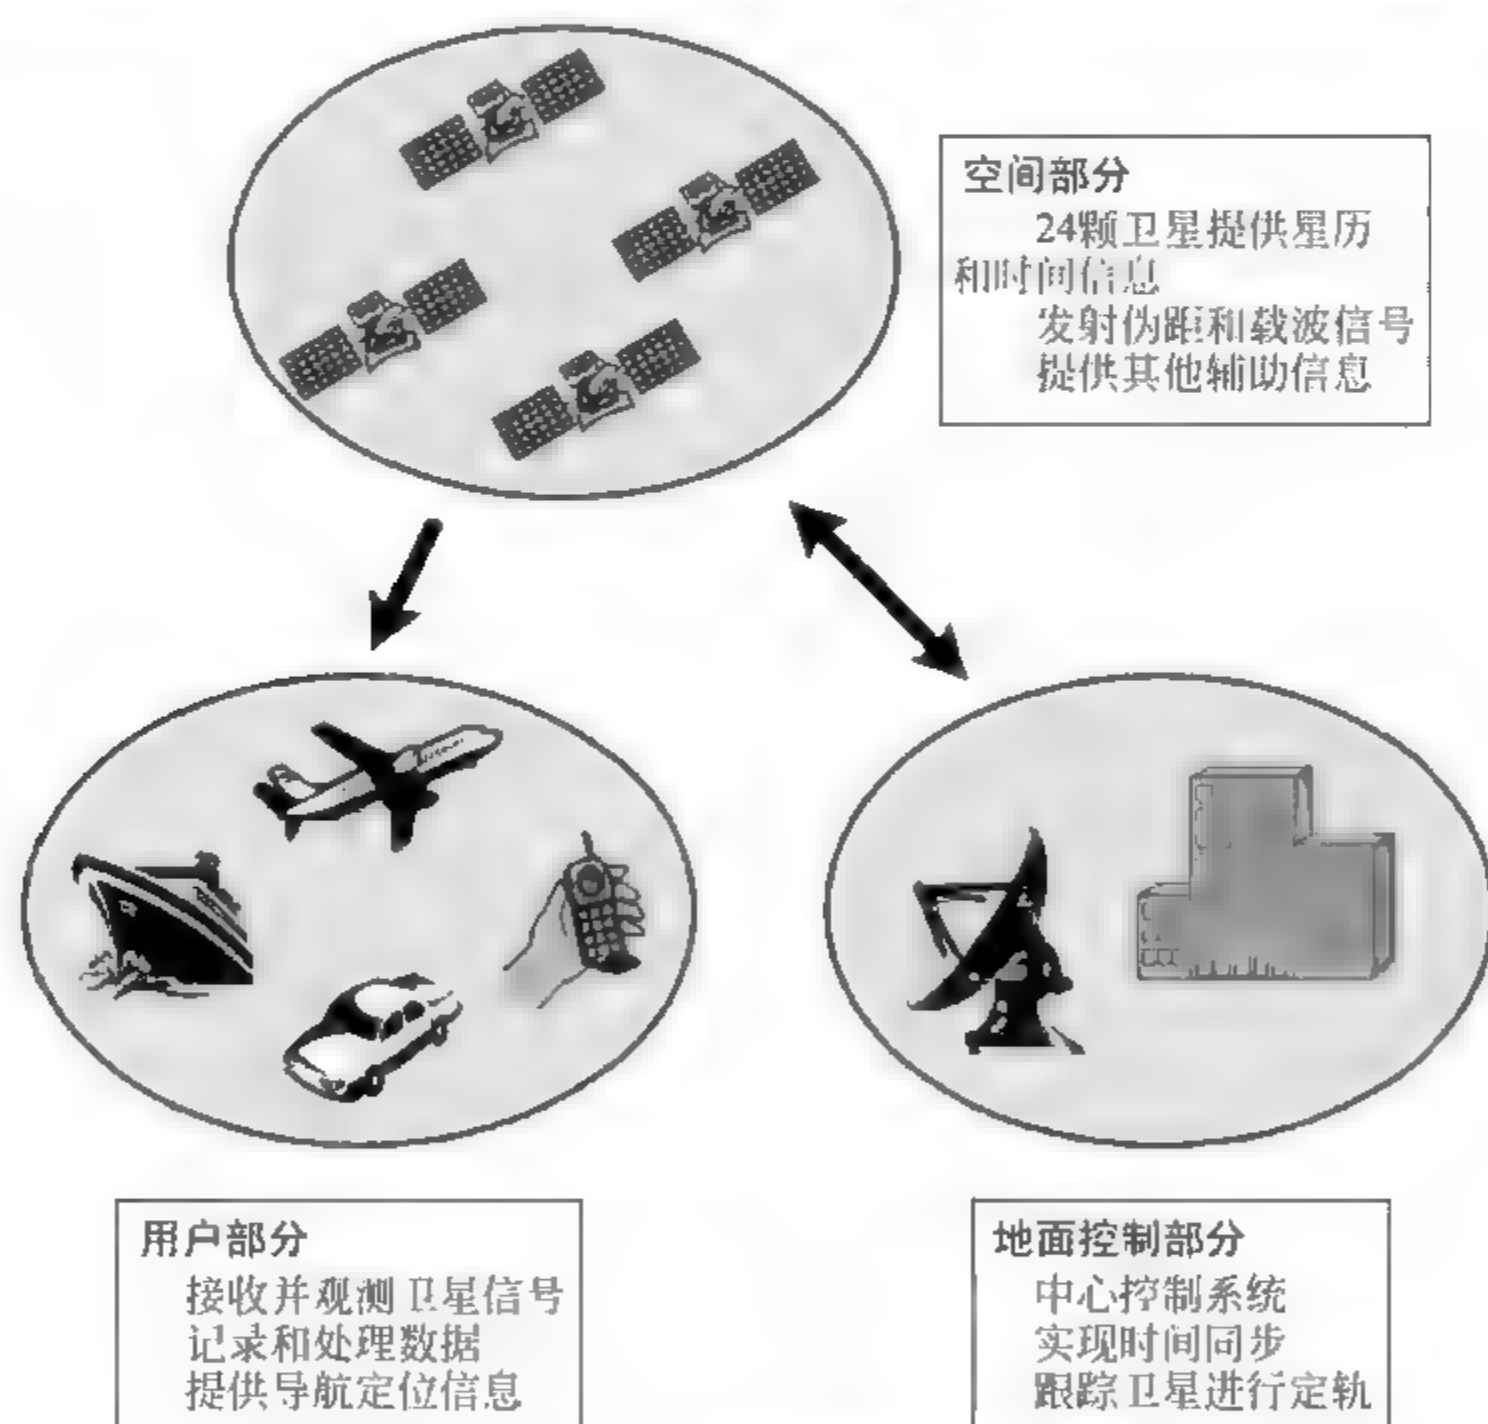 空间部分
24颗卫星提供星历
和时间信息
发射伪距和载波信号
提供其他辅助信息
用户部分
接收并观测卫星信号
记录和处理数据
提供导航定位信息
地面控制部分
中心控制系统
实现时间同步
跟踪卫星进行定轨